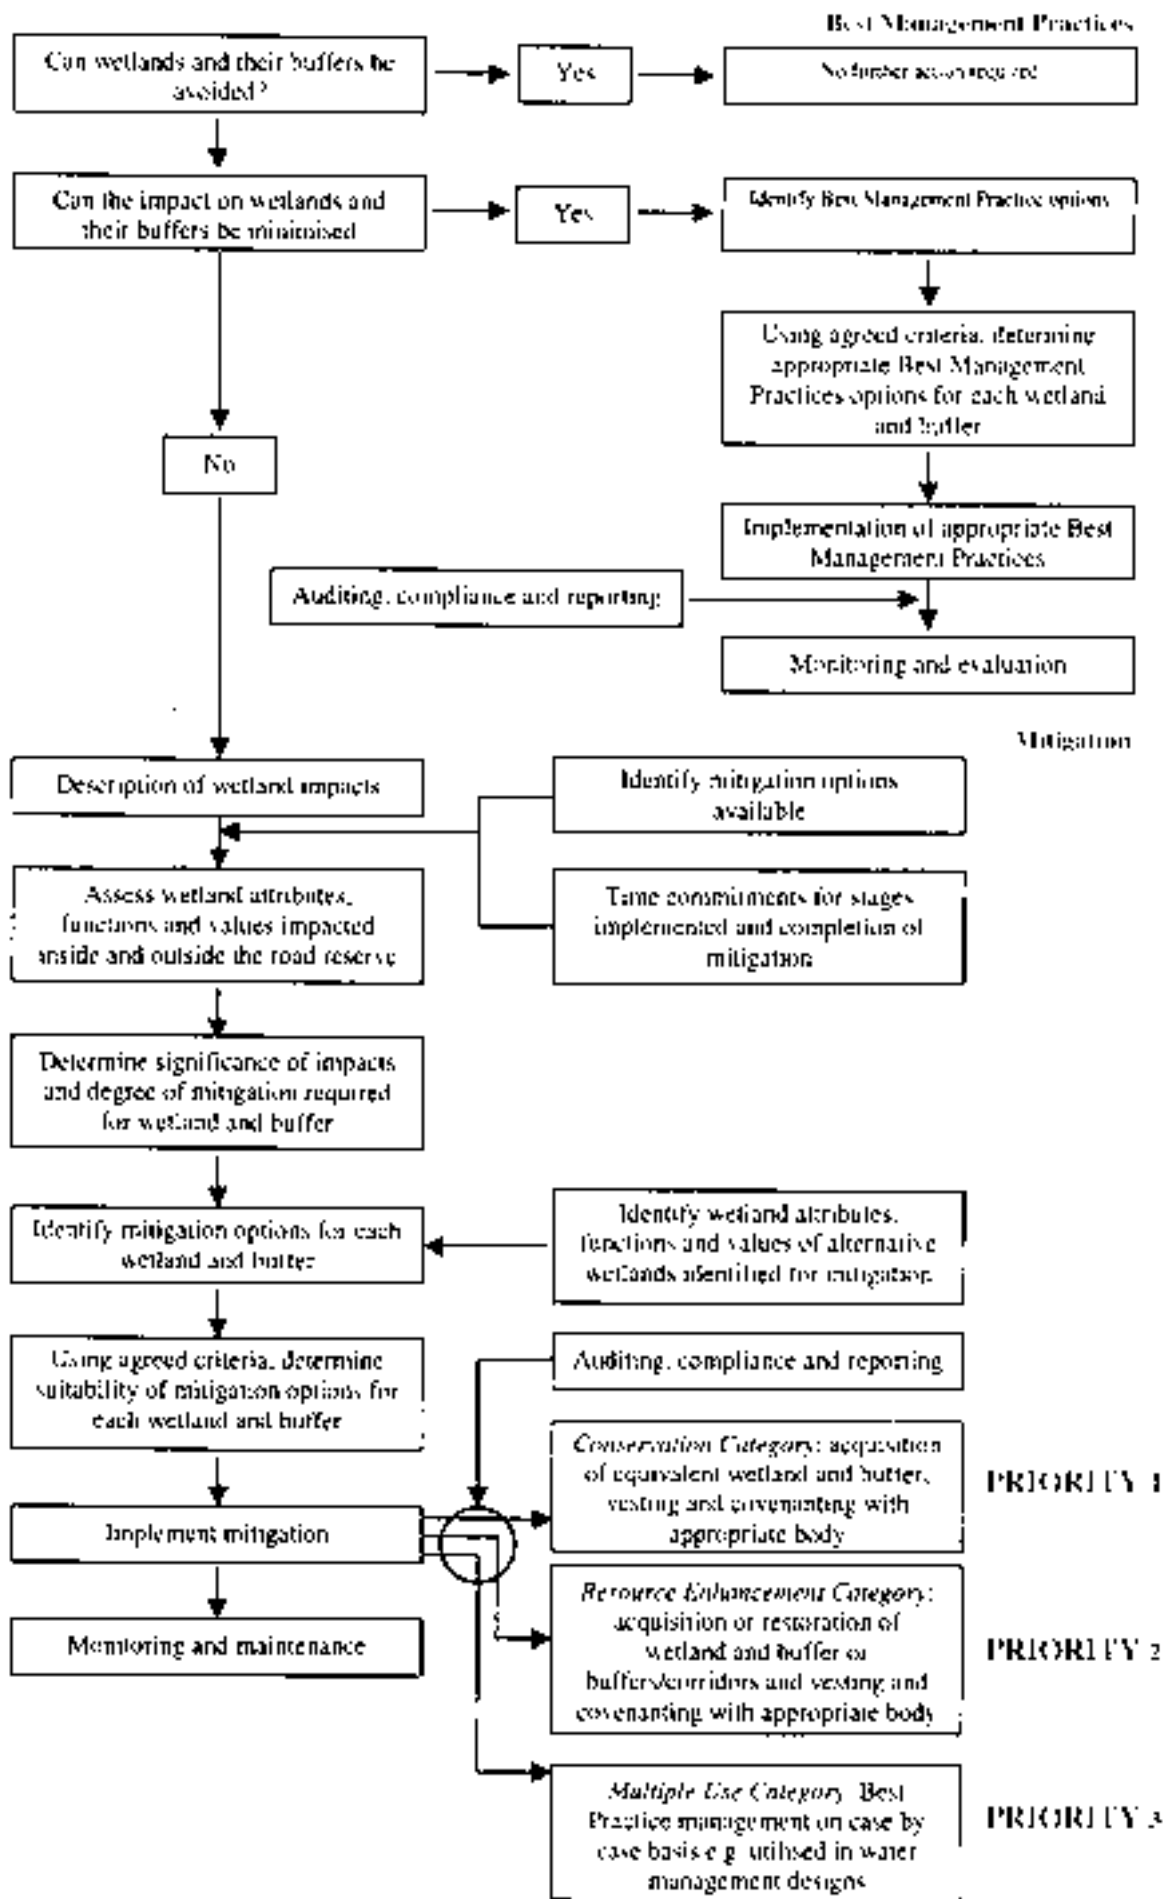 Best Management Practices
Can wetlands and their buffers be
avoided?
Yes
No further action required
Can the impact on wetlands and
their buffers be minimised
Yes
Identify Best Management Practice options
Using agreed criteria, determine
appropriate Best Management
Practices options for each wetland
and buffer
No
Implementation of appropriate Best
Management Practices
Auditing, compliance and reporting
Monitoring and evaluation
Mitigation
Description of wetland impacts
Identify mitigation options
available
Assess wetland attributes,
functions and values impacted
inside and outside the road reserve
Time commitments for stages
implemented and completion of
mitigation
Determine significance of impacts
and degree of mitigation required
for wetland and buffer
Identify mitigation options for each
wetland and buffer
Identify wetland attributes,
functions and values of alternative
wetlands identified for mitigation
Using agreed criteria, determine
suitability of mitigation options for
each wetland and buffer
Auditing, compliance and reporting
Conservation Category: acquisition
of equivalent wetland and buffer,
vesting and covenanting with
appropriate body
PRIORITY 1
Implement mitigation
Resource Enhancement Category:
acquisition or restoration of
wetland and buffer or
buffers/corridors and vesting and
covenanting with appropriate body
PRIORITY 2
Monitoring and maintenance
Multiple Use Category: Best
Practice management on case by
case basis e.g. utilised in water
management designs
PRIORITY 3